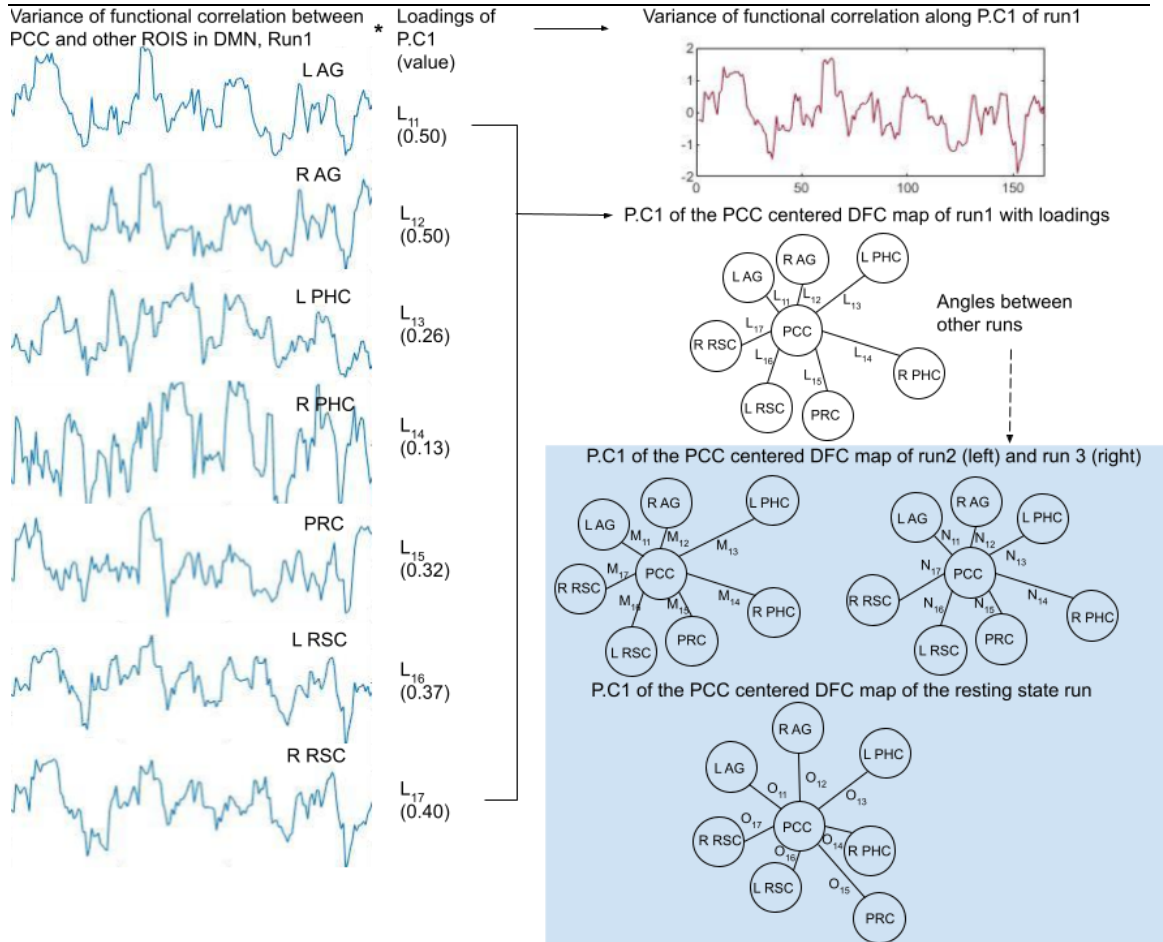 Variance of functional correlation between
PCC and other ROIS in DMN, Run1
*
Loadings of
P.C1
(value)
Variance of functional correlation along P.C1 of run1
L AG
L11
(0.50)
R AG
L12
(0.50)
L PHC
L13
(0.26)
R PHC
L14
(0.13)
PRC
L15
(0.32)
L RSC
L16
(0.37)
R RSC
L17
(0.40)
2
1
0
-1
-2
0
50
100
150
P.C1 of the PCC centered DFC map of run1 with loadings
L AG
R AG
L PHC
L11
L12
L13
L17
PCC
R RSC
L16
L14
L15
R PHC
L RSC
PRC
Angles between
other runs
P.C1 of the PCC centered DFC map of run2 (left) and run 3 (right)
L AG
R AG
L PHC
M11
M12
M13
M17
PCC
R RSC
M16
M15
M14
R PHC
L RSC
PRC
L AG
R AG
L PHC
N11
N12
N13
N17
PCC
R RSC
N16
N15
N14
R PHC
L RSC
PRC
P.C1 of the PCC centered DFC map of the resting state run
R AG
L AG
L PHC
O12
O11
O13
O17
PCC
R RSC
O16
O14
R PHC
L RSC
O15
PRC